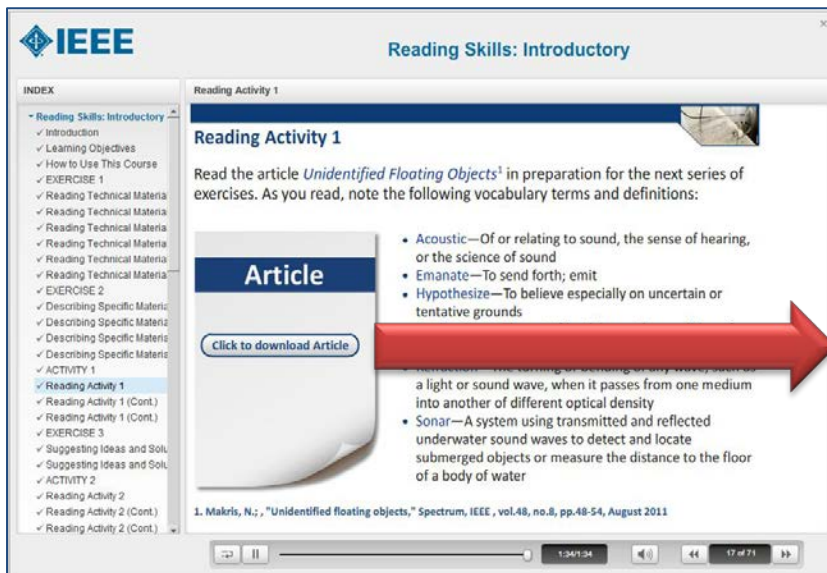 IEEE
Reading Skills: Introductory
×
INDEX
Reading Activity 1
Reading Skills: Introductory
✓ Introduction
✓ Learning Objectives
✓ How to Use This Course
✓ EXERCISE 1
✓ Reading Technical Materia
✓ Reading Technical Materia
✓ Reading Technical Materia
✓ Reading Technical Materia
✓ Reading Technical Materia
✓ Reading Technical Materia
✓ EXERCISE 2
✓ Describing Specific Materia
✓ Describing Specific Materia
✓ Describing Specific Materia
✓ Describing Specific Materia
✓ ACTIVITY 1
✓ Reading Activity 1
✓ Reading Activity 1 (Cont.)
✓ Reading Activity 1 (Cont.)
✓ EXERCISE 3
✓ Suggesting Ideas and Solu
✓ Suggesting Ideas and Solu
✓ ACTIVITY 2
✓ Reading Activity 2
✓ Reading Activity 2 (Cont.)
✓ Reading Activity 2 (Cont.)
Reading Activity 1
Read the article Unidentified Floating Objects¹ in preparation for the next series of
exercises. As you read, note the following vocabulary terms and definitions:
Article
Click to download Article
• Acoustic—Of or relating to sound, the sense of hearing,
or the science of sound
• Emanate—To send forth; emit
• Hypothesize—To believe especially on uncertain or
tentative grounds
a light or sound wave, when it passes from one medium
into another of different optical density
• Sonar—A system using transmitted and reflected
underwater sound waves to detect and locate
submerged objects or measure the distance to the floor
of a body of water
1. Makris, N.; , "Unidentified floating objects," Spectrum, IEEE , vol.48, no.8, pp.48-54, August 2011
1:34/1:34
17 of 71